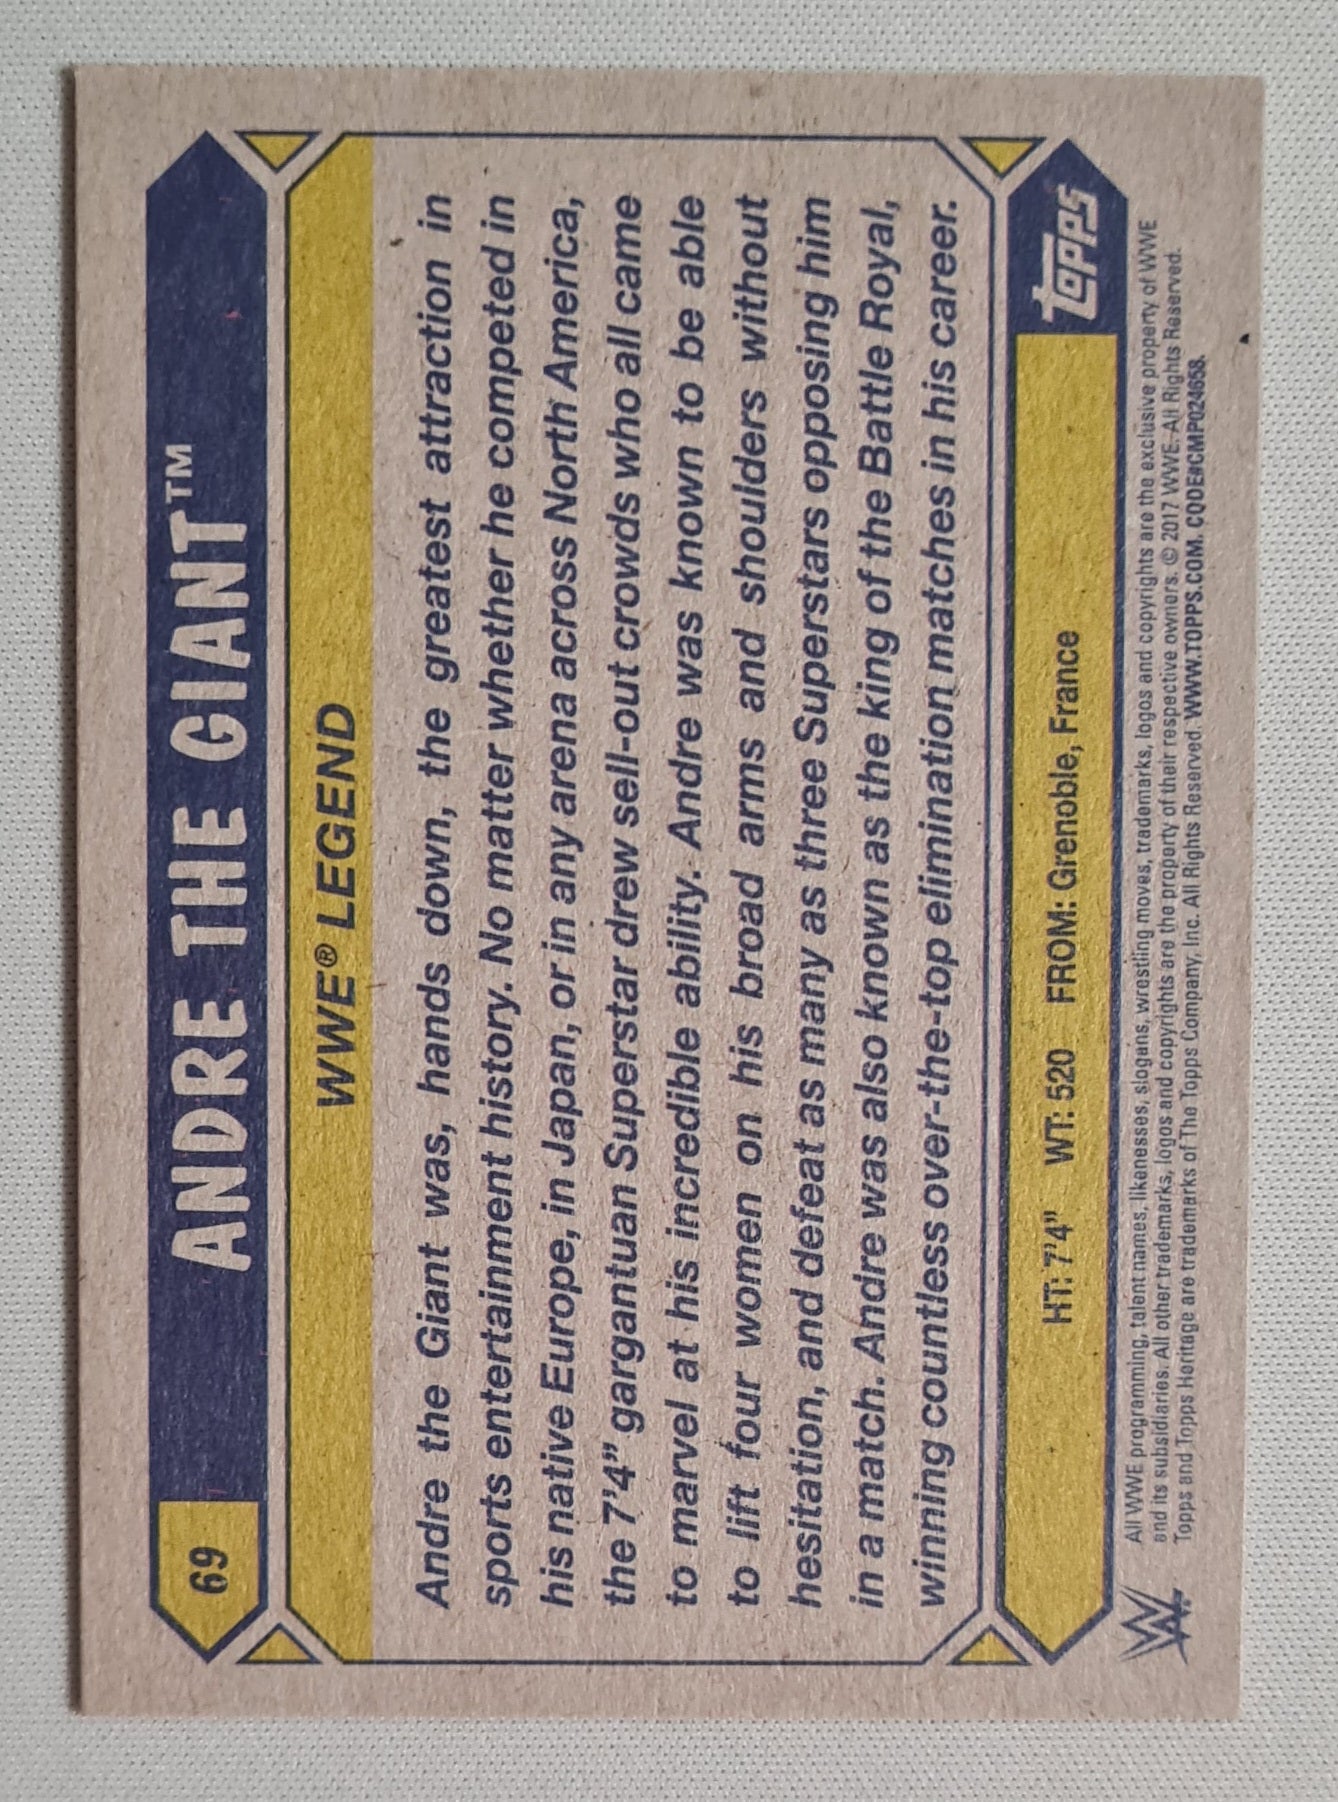 69 ANDRE THE GIANT™
WWE® LEGEND
Andre the Giant was, hands down, the greatest attraction in
sports entertainment history. No matter whether he competed in
his native Europe, in Japan, or in any arena across North America,
the 7'4" gargantuan Superstar drew sell-out crowds who all came
to marvel at his incredible ability. Andre was known to be able
to lift four women on his broad arms and shoulders without
hesitation, and defeat as many as three Superstars opposing him
in a match. Andre was also known as the king of the Battle Royal,
winning countless over-the-top elimination matches in his career.
HT: 7'4" WT: 520 FROM: Grenoble, France
Topps
W
All WWE programming, talent names, likenesses, slogans, wrestling moves, trademarks, logos and copyrights are the exclusive property of WWE
and its subsidiaries. All other trademarks, logos and copyrights are the property of their respective owners. © 2017 WWE. All Rights Reserved.
Topps and Topps Heritage are trademarks of The Topps Company, Inc. All Rights Reserved. WWW.TOPPS.COM. CODE#CMP024658.